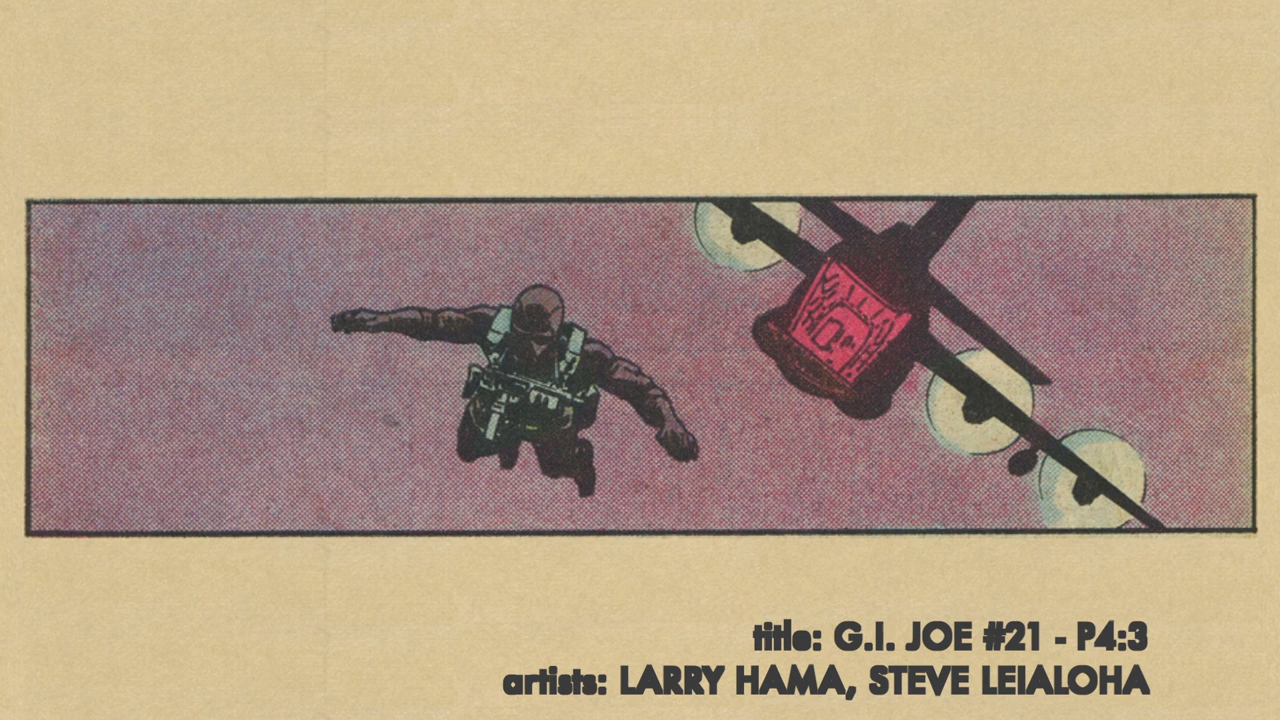 title: G.I. JOE #21 - P4:3
artists: LARRY HAMA, STEVE LEIALOHA